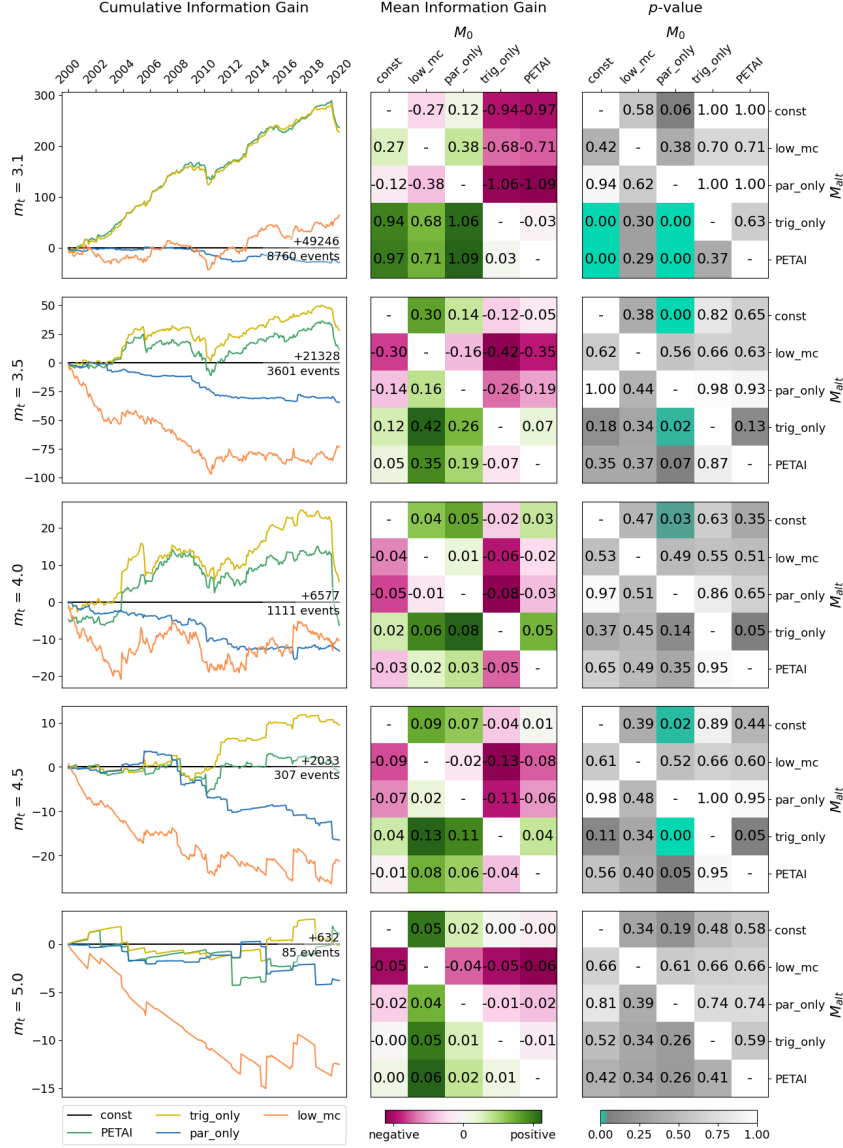 Cumulative Information Gain
Mean Information Gain
p-value
M0
M0
2000 2002 2004 2006 2008 2010 2012 2014 2016 2018 2020
const low_mc par_only trig_only PETAI
const low_mc par_only trig_only PETAI
mt = 3.1
300
200
100
0
+49246
8760 events
- -0.27 0.12 -0.94 -0.97
0.27 - 0.38 -0.68 -0.71
-0.12 -0.38 - -1.06 -1.09
0.94 0.68 1.06 - -0.03
0.97 0.71 1.09 0.03 -
- 0.58 0.06 1.00 1.00 const
0.42 - 0.38 0.70 0.71 low_mc
0.94 0.62 - 1.00 1.00 par_only
0.00 0.30 0.00 - 0.63 trig_only
0.00 0.29 0.00 0.37 - PETAI
Malt
mt = 3.5
50
25
0
−25
−50
−75
−100
+21328
3601 events
- 0.30 0.14 -0.12 -0.05
-0.30 - -0.16 -0.42 -0.35
-0.14 0.16 - -0.26 -0.19
0.12 0.42 0.26 - 0.07
0.05 0.35 0.19 -0.07 -
- 0.38 0.00 0.82 0.65 const
0.62 - 0.56 0.66 0.63 low_mc
1.00 0.44 - 0.98 0.93 par_only
0.18 0.34 0.02 - 0.13 trig_only
0.35 0.37 0.07 0.87 - PETAI
Malt
mt = 4.0
20
10
0
−10
−20
+6577
1111 events
- 0.04 0.05 -0.02 0.03
-0.04 - 0.01 -0.06 -0.02
-0.05 -0.01 - -0.08 -0.03
0.02 0.06 0.08 - 0.05
-0.03 0.02 0.03 -0.05 -
- 0.47 0.03 0.63 0.35 const
0.53 - 0.49 0.55 0.51 low_mc
0.97 0.51 - 0.86 0.65 par_only
0.37 0.45 0.14 - 0.05 trig_only
0.65 0.49 0.35 0.95 - PETAI
Malt
mt = 4.5
10
0
−10
−20
+2033
307 events
- 0.09 0.07 -0.04 0.01
-0.09 - -0.02 -0.13 -0.08
-0.07 0.02 - -0.11 -0.06
0.04 0.13 0.11 - 0.04
-0.01 0.08 0.06 -0.04 -
- 0.39 0.02 0.89 0.44 const
0.61 - 0.52 0.66 0.60 low_mc
0.98 0.48 - 1.00 0.95 par_only
0.11 0.34 0.00 - 0.05 trig_only
0.56 0.40 0.05 0.95 - PETAI
Malt
mt = 5.0
0
−5
−10
−15
+632
85 events
- 0.05 0.02 0.00 -0.00
-0.05 - -0.04 -0.05 -0.06
-0.02 0.04 - -0.01 -0.02
-0.00 0.05 0.01 - -0.01
0.00 0.06 0.02 0.01 -
- 0.34 0.19 0.48 0.58 const
0.66 - 0.61 0.66 0.66 low_mc
0.81 0.39 - 0.74 0.74 par_only
0.52 0.34 0.26 - 0.59 trig_only
0.42 0.34 0.26 0.41 - PETAI
Malt
const trig_only low_mc
PETAI par_only
negative 0 positive
0.00 0.25 0.50 0.75 1.00